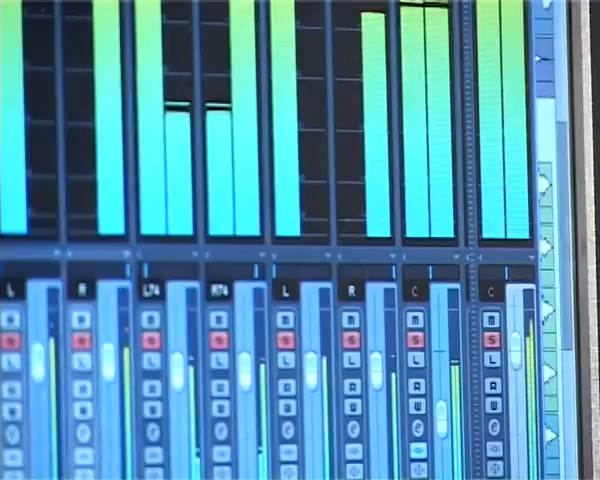 L R L74 R74 L R C C
m m m m m m m m
S S S S S S S S
L L L L L L L L
R R R R R R R R
W W W W W W W W
e e e e e e e e